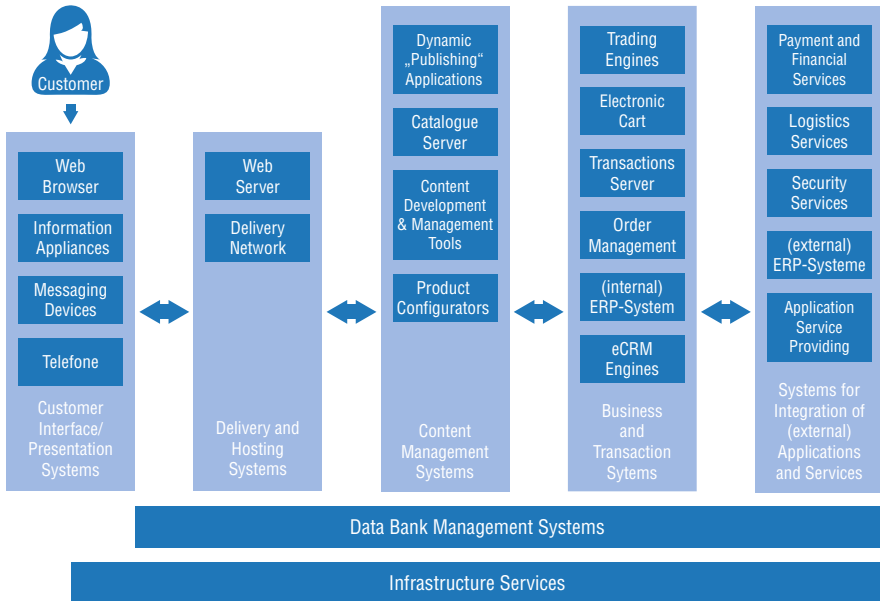 Customer
Web
Browser
Information
Appliances
Messaging
Devices
Telefone
Customer
Interface/
Presentation
Systems
Web
Server
Delivery
Network
Delivery and
Hosting
Systems
Dynamic
„Publishing“
Applications
Catalogue
Server
Content
Development
& Management
Tools
Product
Configurators
Content
Management
Systems
Trading
Engines
Electronic
Cart
Transactions
Server
Order
Management
(internal)
ERP-System
eCRM
Engines
Business
and
Transaction
Sytems
Payment and
Financial
Services
Logistics
Services
Security
Services
(external)
ERP-Systeme
Application
Service
Providing
Systems for
Integration of
(external)
Applications
and Services
Data Bank Management Systems
Infrastructure Services